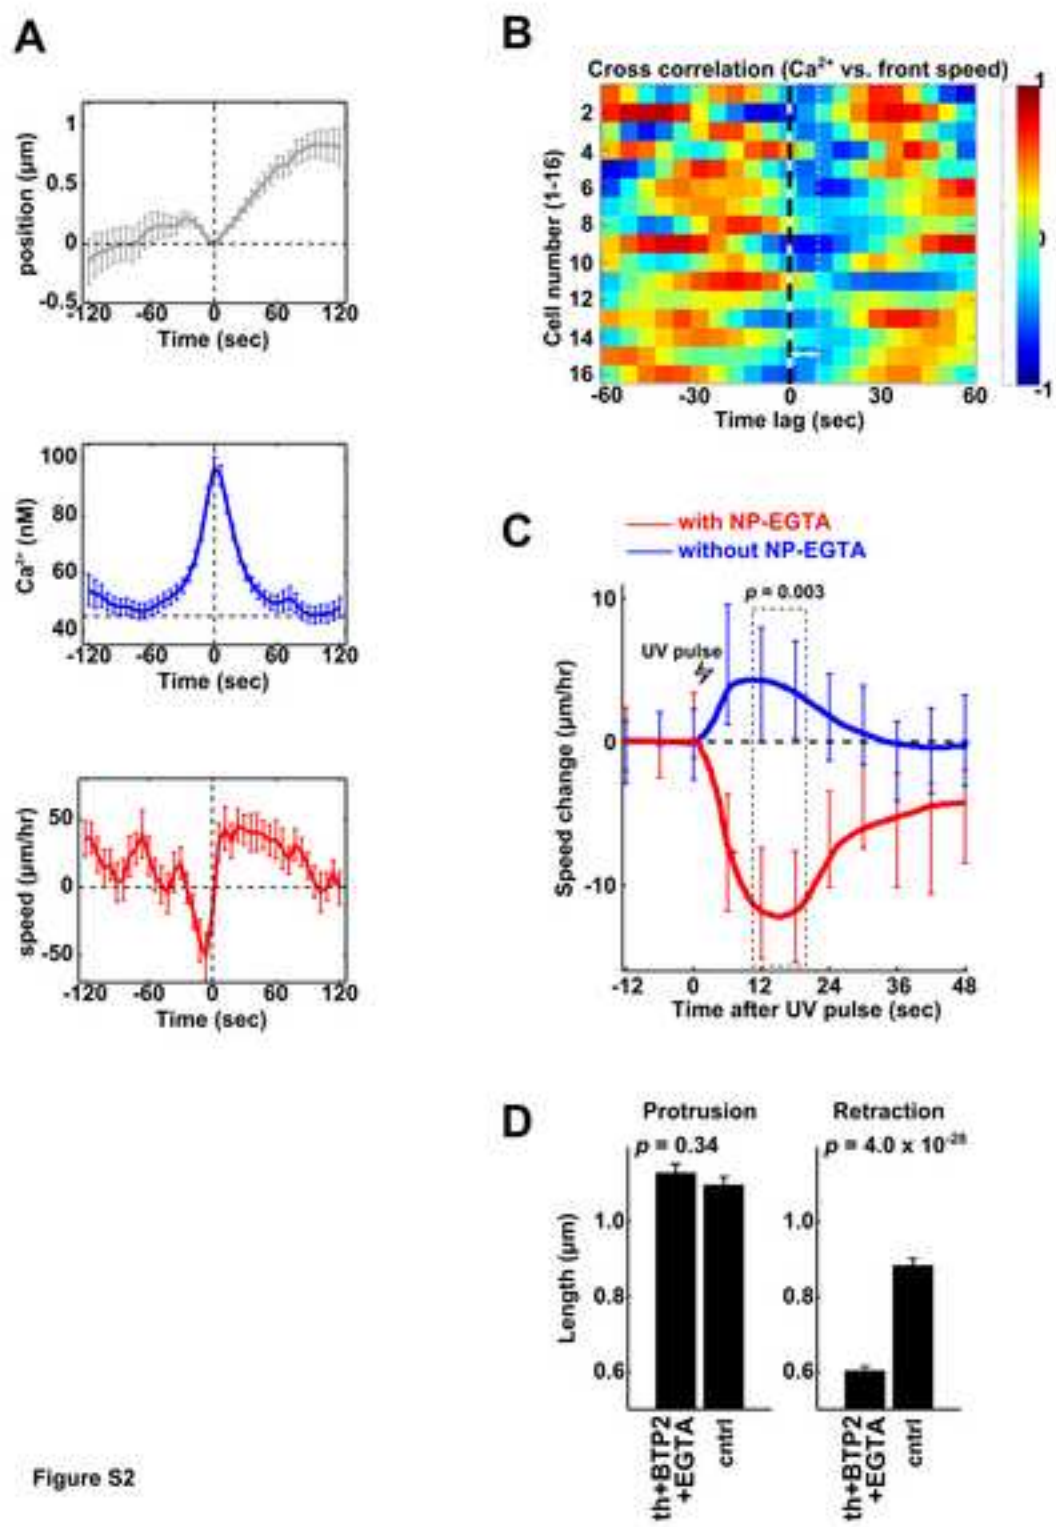 A
position (µm)
1
0.5
0
-0.5
-120 -60 0 60 120
Time (sec)
Ca²⁺ (nM)
100
80
60
40
-120 -60 0 60 120
Time (sec)
speed (µm/hr)
50
0
-50
-120 -60 0 60 120
Time (sec)
B
Cross correlation (Ca²⁺ vs. front speed)
Cell number (1-16)
2
4
6
8
10
12
14
16
-60 -30 0 30 60
Time lag (sec)
1
0
-1
C
with NP-EGTA
without NP-EGTA
p = 0.003
UV pulse
Speed change (µm/hr)
10
0
-10
-12 0 12 24 36 48
Time after UV pulse (sec)
D
Protrusion
p = 0.34
Length (µm)
1.0
0.8
0.6
th+BTP2
+EGTA
cntrl
Retraction
p = 4.0 x 10⁻²⁸
1.0
0.8
0.6
th+BTP2
+EGTA
cntrl
Figure S2